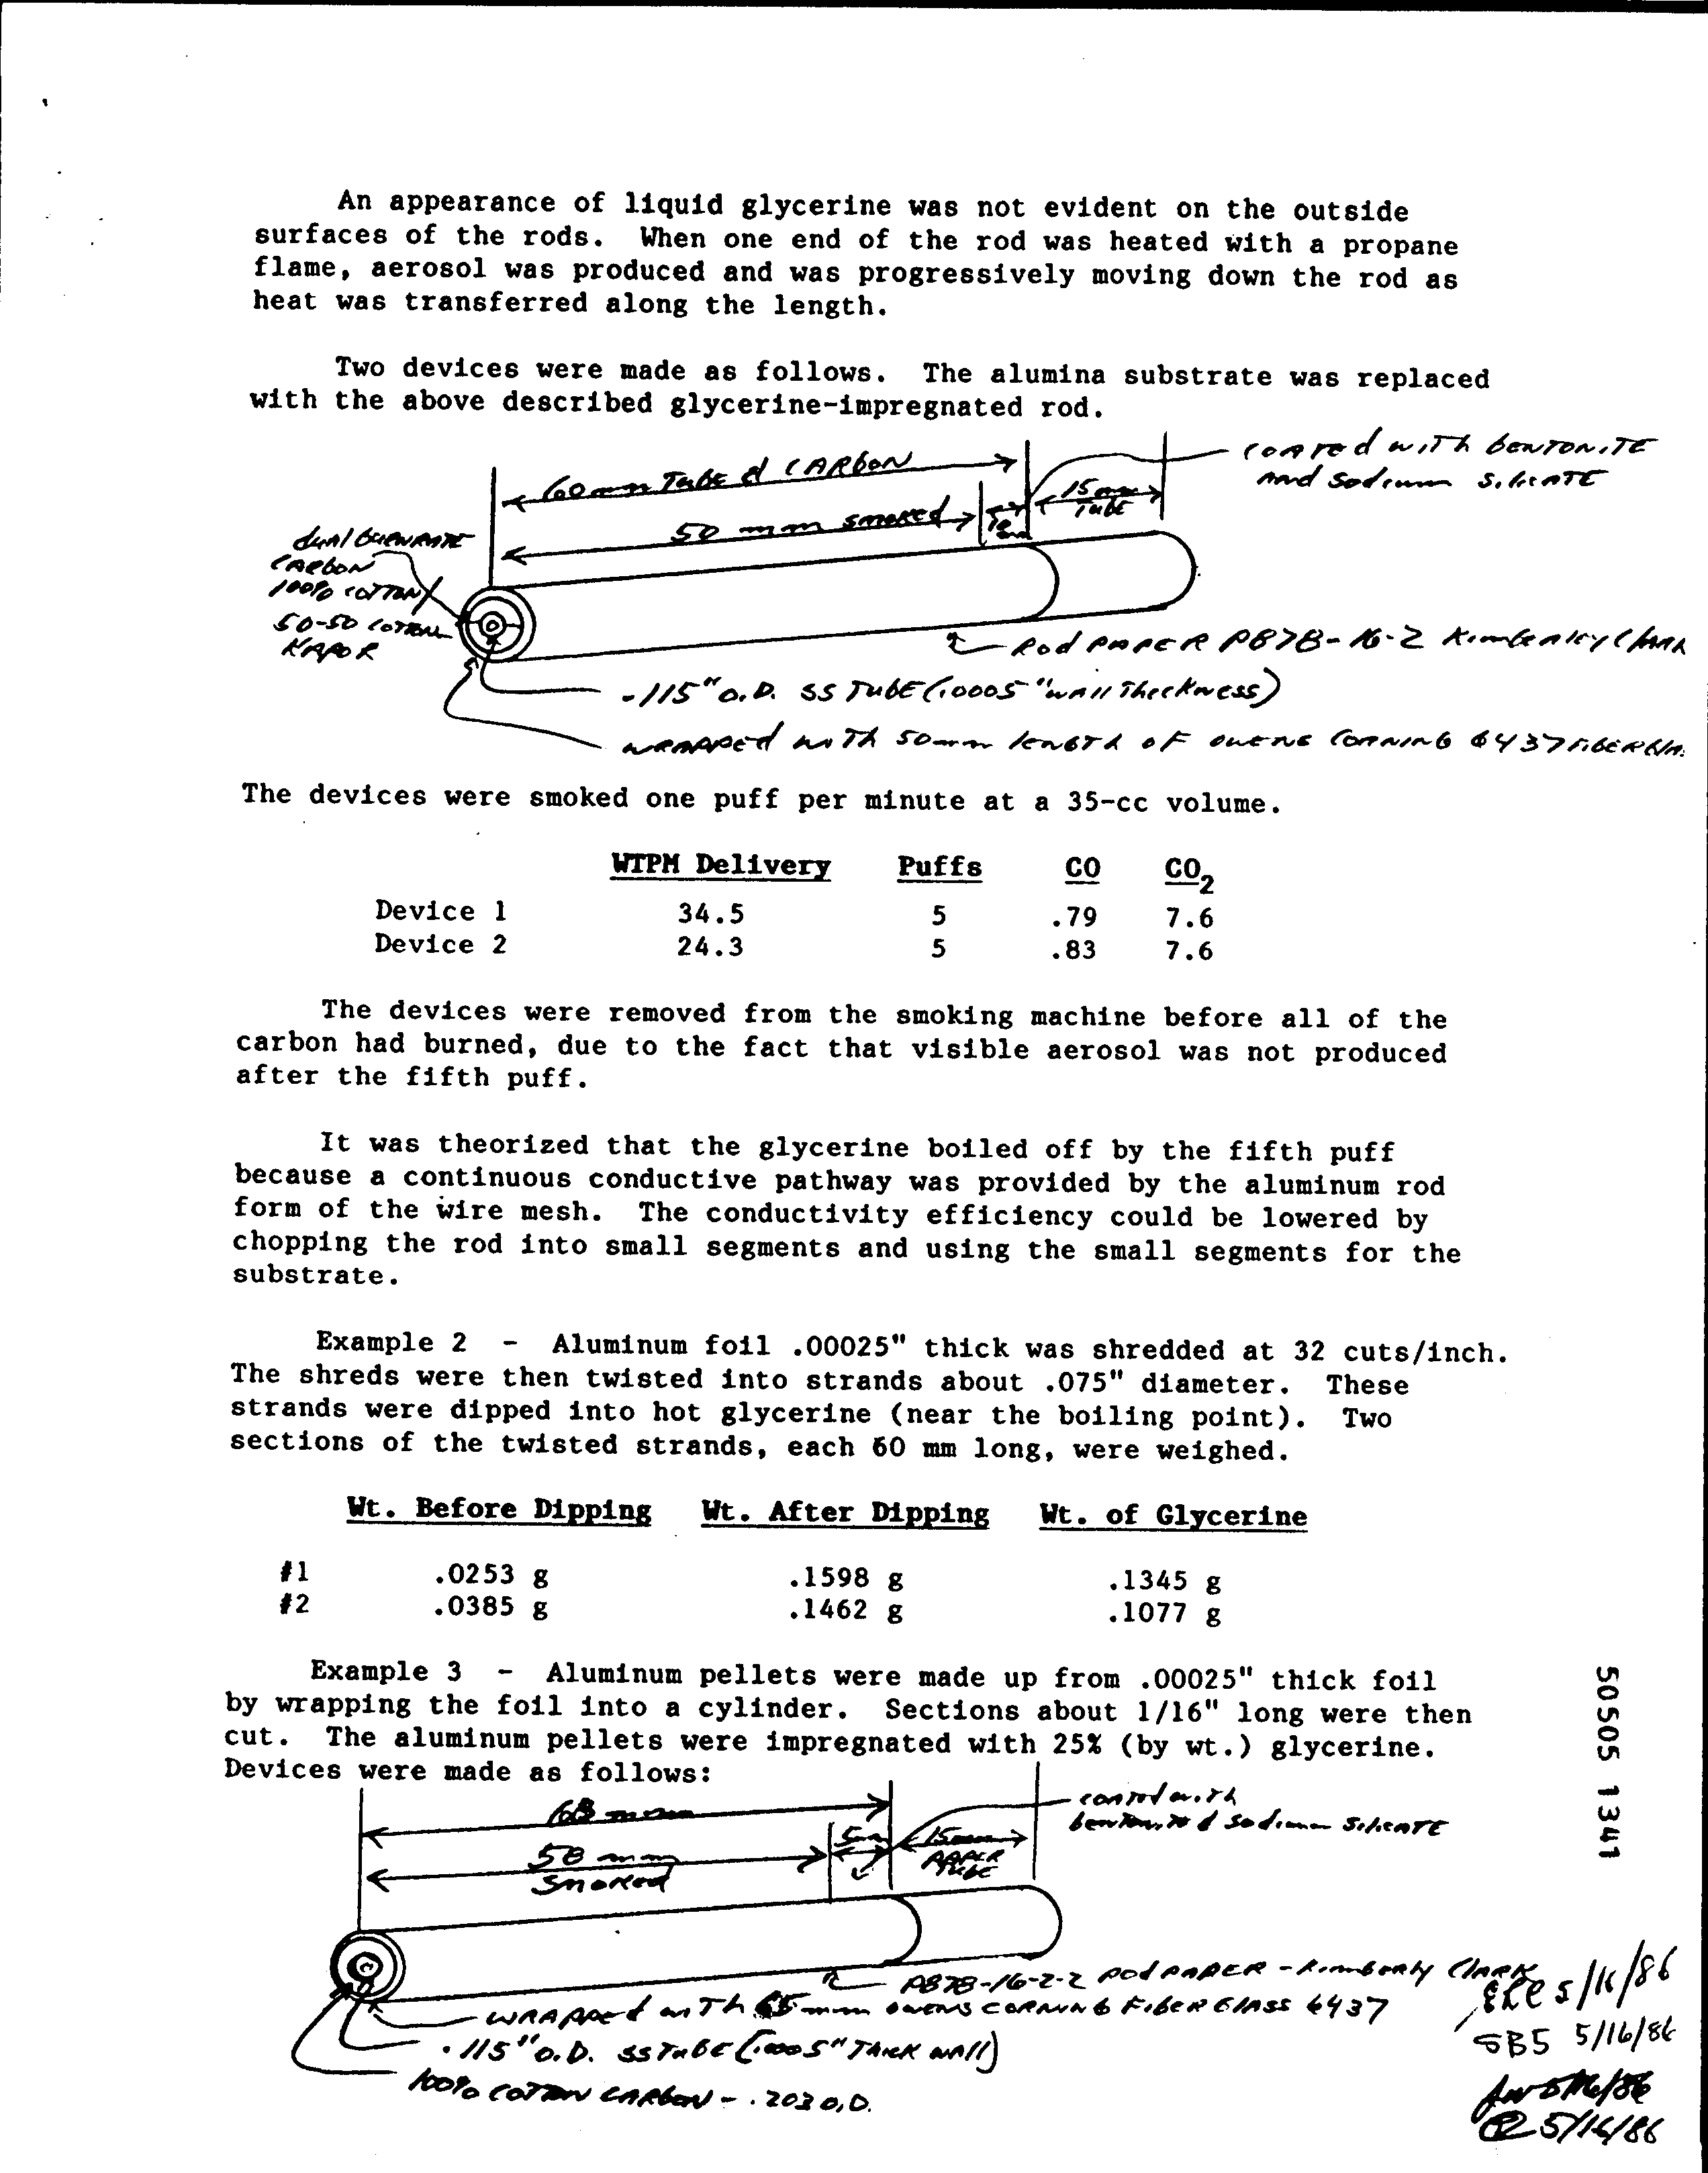 An appearance of liquid glycerine was not evident on the outside
surfaces of the rods. When one end of the rod was heated with a propane
flame, aerosol was produced and was progressively moving down the rod as
heat was transferred along the length.
Two devices were made as follows. The alumina substrate was replaced
with the above described glycerine-impregnated rod.
coated with bentonite
and Sodium Silicate
60mm Tube d CARbon
15mm
Tube
50 mm smoked
10
dual burnrate
carbon
100% cotton/
50-50 cotton
Kapok
Rod PAPER P878-16-2 Kimberley Clark
.115" O.D. SS TUBE (.0005" wall Thickness)
wrapped with 50mm length of owens corning 6437 fibergla.
The devices were smoked one puff per minute at a 35-cc volume.
WTPM Delivery Puffs CO CO2
Device 1 34.5 5 .79 7.6
Device 2 24.3 5 .83 7.6
The devices were removed from the smoking machine before all of the
carbon had burned, due to the fact that visible aerosol was not produced
after the fifth puff.
It was theorized that the glycerine boiled off by the fifth puff
because a continuous conductive pathway was provided by the aluminum rod
form of the wire mesh. The conductivity efficiency could be lowered by
chopping the rod into small segments and using the small segments for the
substrate.
Example 2 - Aluminum foil .00025" thick was shredded at 32 cuts/inch.
The shreds were then twisted into strands about .075" diameter. These
strands were dipped into hot glycerine (near the boiling point). Two
sections of the twisted strands, each 60 mm long, were weighed.
Wt. Before Dipping Wt. After Dipping Wt. of Glycerine
#1 .0253 g .1598 g .1345 g
#2 .0385 g .1462 g .1077 g
Example 3 - Aluminum pellets were made up from .00025" thick foil
by wrapping the foil into a cylinder. Sections about 1/16" long were then
cut. The aluminum pellets were impregnated with 25% (by wt.) glycerine.
Devices were made as follows:
50505 1341
mm
coated with
bentonite & Sodium Silicate
5mm
15mm
PAPER
Tube
58 mm
Smoked
P878-16-2-2 Rod PAPER - Kimberly Clark
WRAPPed with 65mm owens CORNING FiberGlass 6437
.115" O.D. SS TUBE (.0005" Thick wall)
100% Cotton CARbon - .203 O.D.
5/16/86
SBS 5/16/86
5/16/86
5/16/86